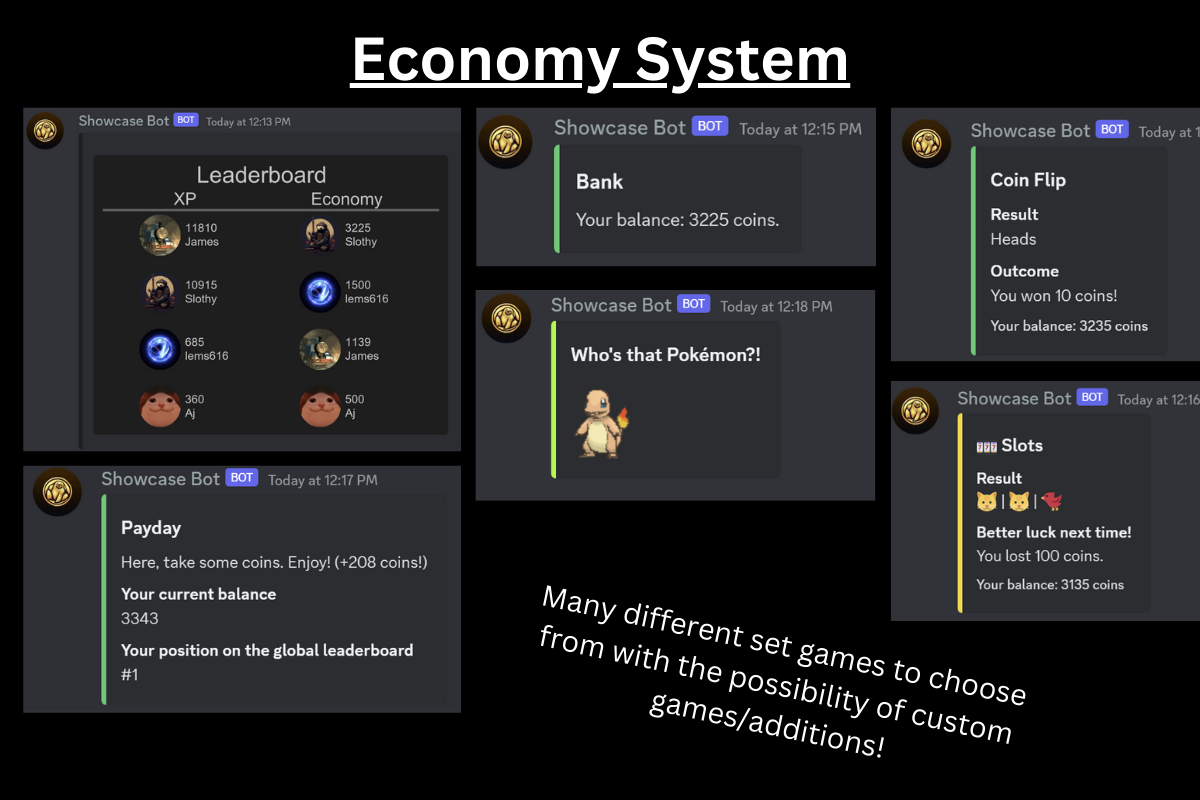 Economy System
Showcase Bot BOT Today at 12:13 PM
Leaderboard
XP Economy
11810 3225
James Slothy
10915 1500
Slothy lems616
685 1139
lems616 James
360 500
Aj Aj
Showcase Bot BOT Today at 12:17 PM
Payday
Here, take some coins. Enjoy! (+208 coins!)
Your current balance
3343
Your position on the global leaderboard
#1
Showcase Bot BOT Today at 12:15 PM
Bank
Your balance: 3225 coins.
Showcase Bot BOT Today at 12:18 PM
Who's that Pokémon?!
Showcase Bot BOT Today at 1
Coin Flip
Result
Heads
Outcome
You won 10 coins!
Your balance: 3235 coins
Showcase Bot BOT Today at 12:16
Slots
Result
| |
Better luck next time!
You lost 100 coins.
Your balance: 3135 coins
Many different set games to choose
from with the possibility of custom
games/additions!